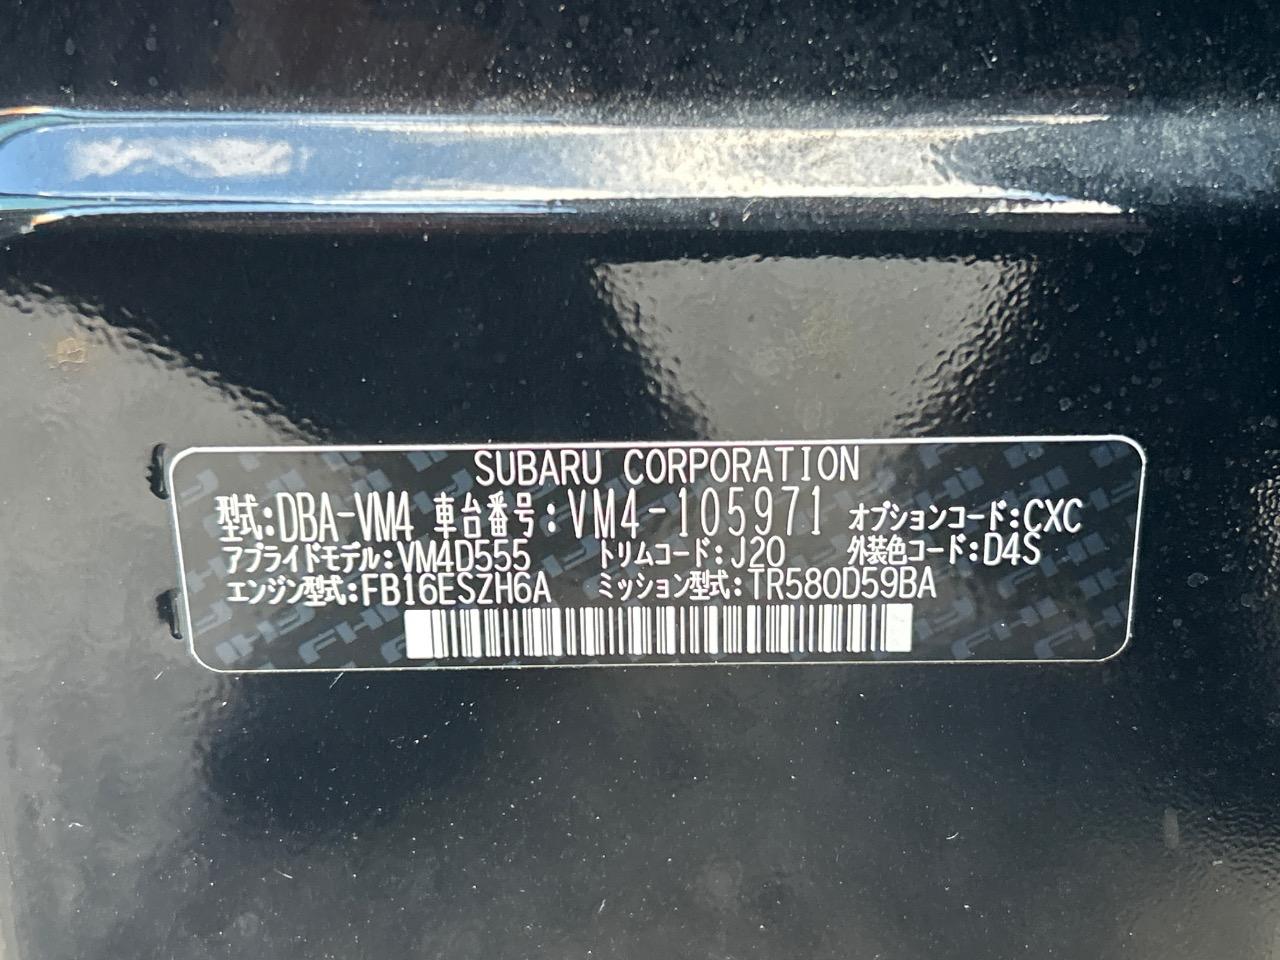 SUBARU CORPORATION
型式:DBA-VM4 車台番号:VM4-105971 オプションコード:CXC
アプライドモデル:VM4D555 トリムコード:J20 外装色コード:D4S
エンジン型式:FB16ESZH6A ミッション型式:TR580D59BA